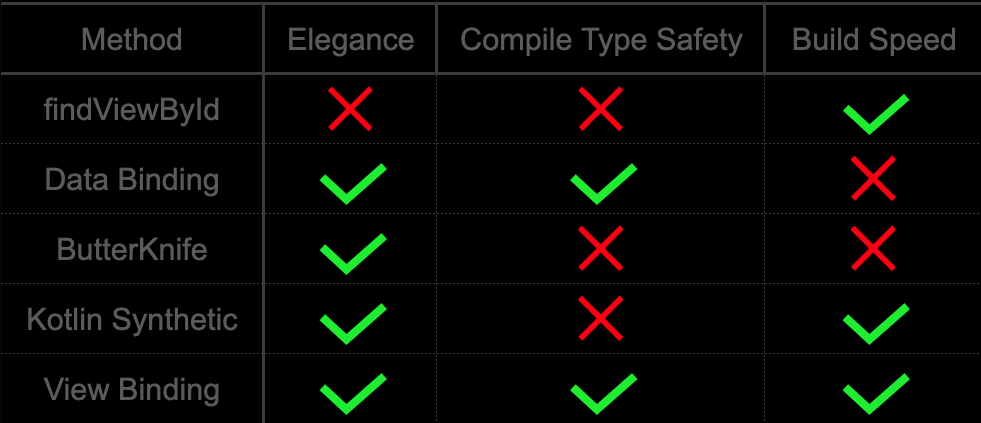 Method Elegance Compile Type Safety Build Speed
findViewById
Data Binding
ButterKnife
Kotlin Synthetic
View Binding